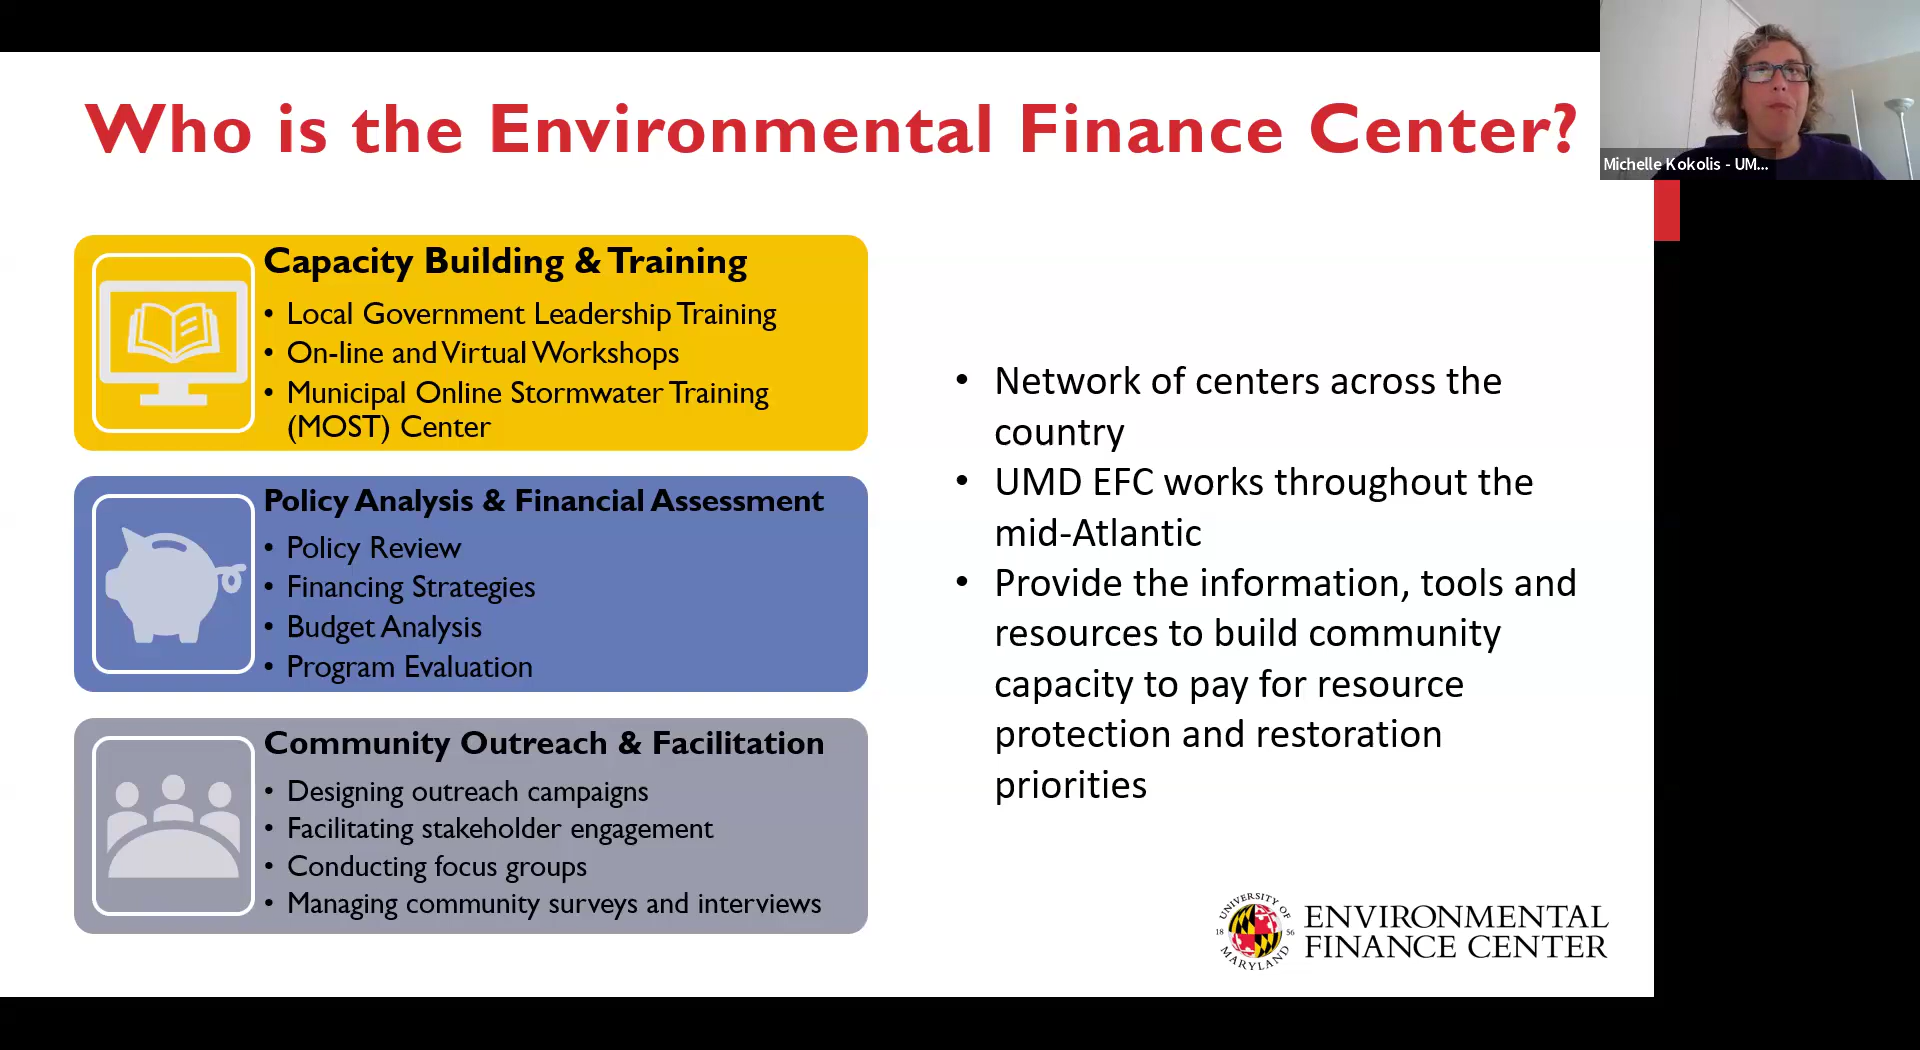 Who is the Environmental Finance Center?
Michelle Kokolis - UM...
Capacity Building & Training
• Local Government Leadership Training
• On-line and Virtual Workshops
• Municipal Online Stormwater Training
(MOST) Center
Policy Analysis & Financial Assessment
• Policy Review
• Financing Strategies
• Budget Analysis
• Program Evaluation
Community Outreach & Facilitation
• Designing outreach campaigns
• Facilitating stakeholder engagement
• Conducting focus groups
• Managing community surveys and interviews
• Network of centers across the
country
• UMD EFC works throughout the
mid-Atlantic
• Provide the information, tools and
resources to build community
capacity to pay for resource
protection and restoration
priorities
UNIVERSITY OF
18 56
MARYLAND
ENVIRONMENTAL
FINANCE CENTER